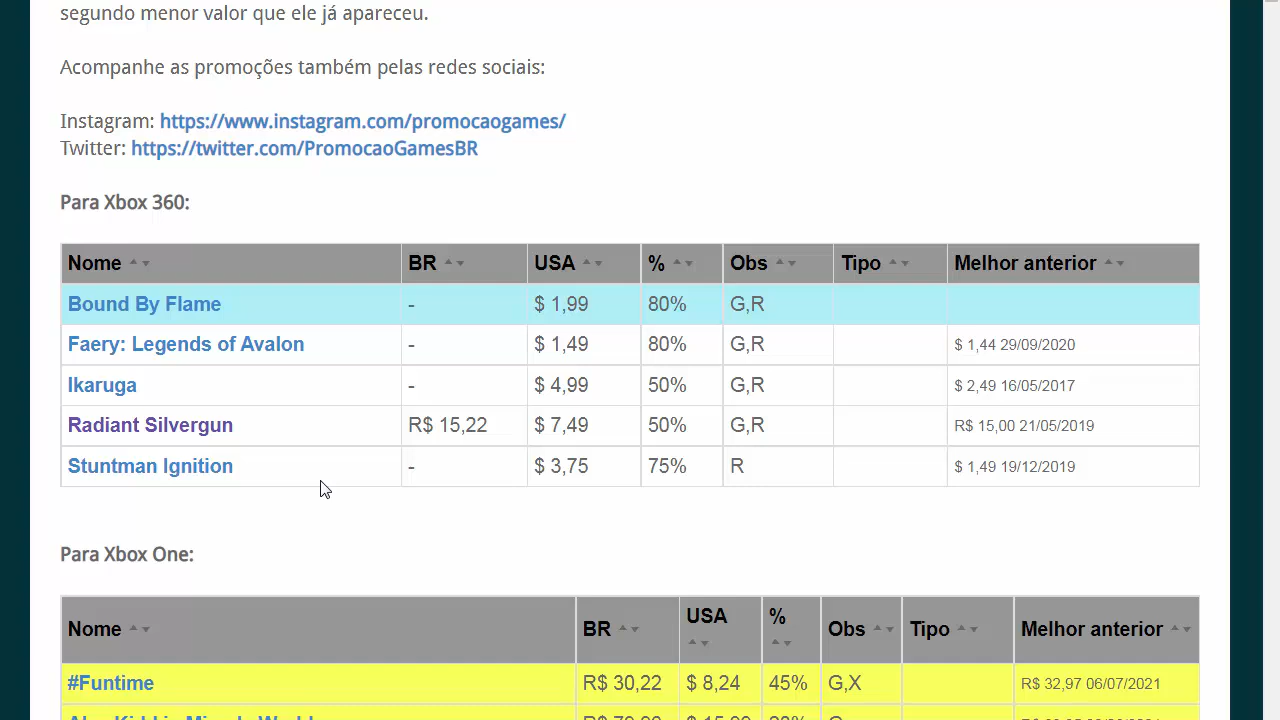 segundo menor valor que ele já apareceu.
Acompanhe as promoções também pelas redes sociais:
Instagram: https://www.instagram.com/promocaogames/
Twitter: https://twitter.com/PromocaoGamesBR
Para Xbox 360:
Nome BR USA % Obs Tipo Melhor anterior
Bound By Flame - $ 1,99 80% G,R
Faery: Legends of Avalon - $ 1,49 80% G,R $ 1,44 29/09/2020
Ikaruga - $ 4,99 50% G,R $ 2,49 16/05/2017
Radiant Silvergun R$ 15,22 $ 7,49 50% G,R R$ 15,00 21/05/2019
Stuntman Ignition - $ 3,75 75% R $ 1,49 19/12/2019
Para Xbox One:
Nome BR USA % Obs Tipo Melhor anterior
#Funtime R$ 30,22 $ 8,24 45% G,X R$ 32,97 06/07/2021